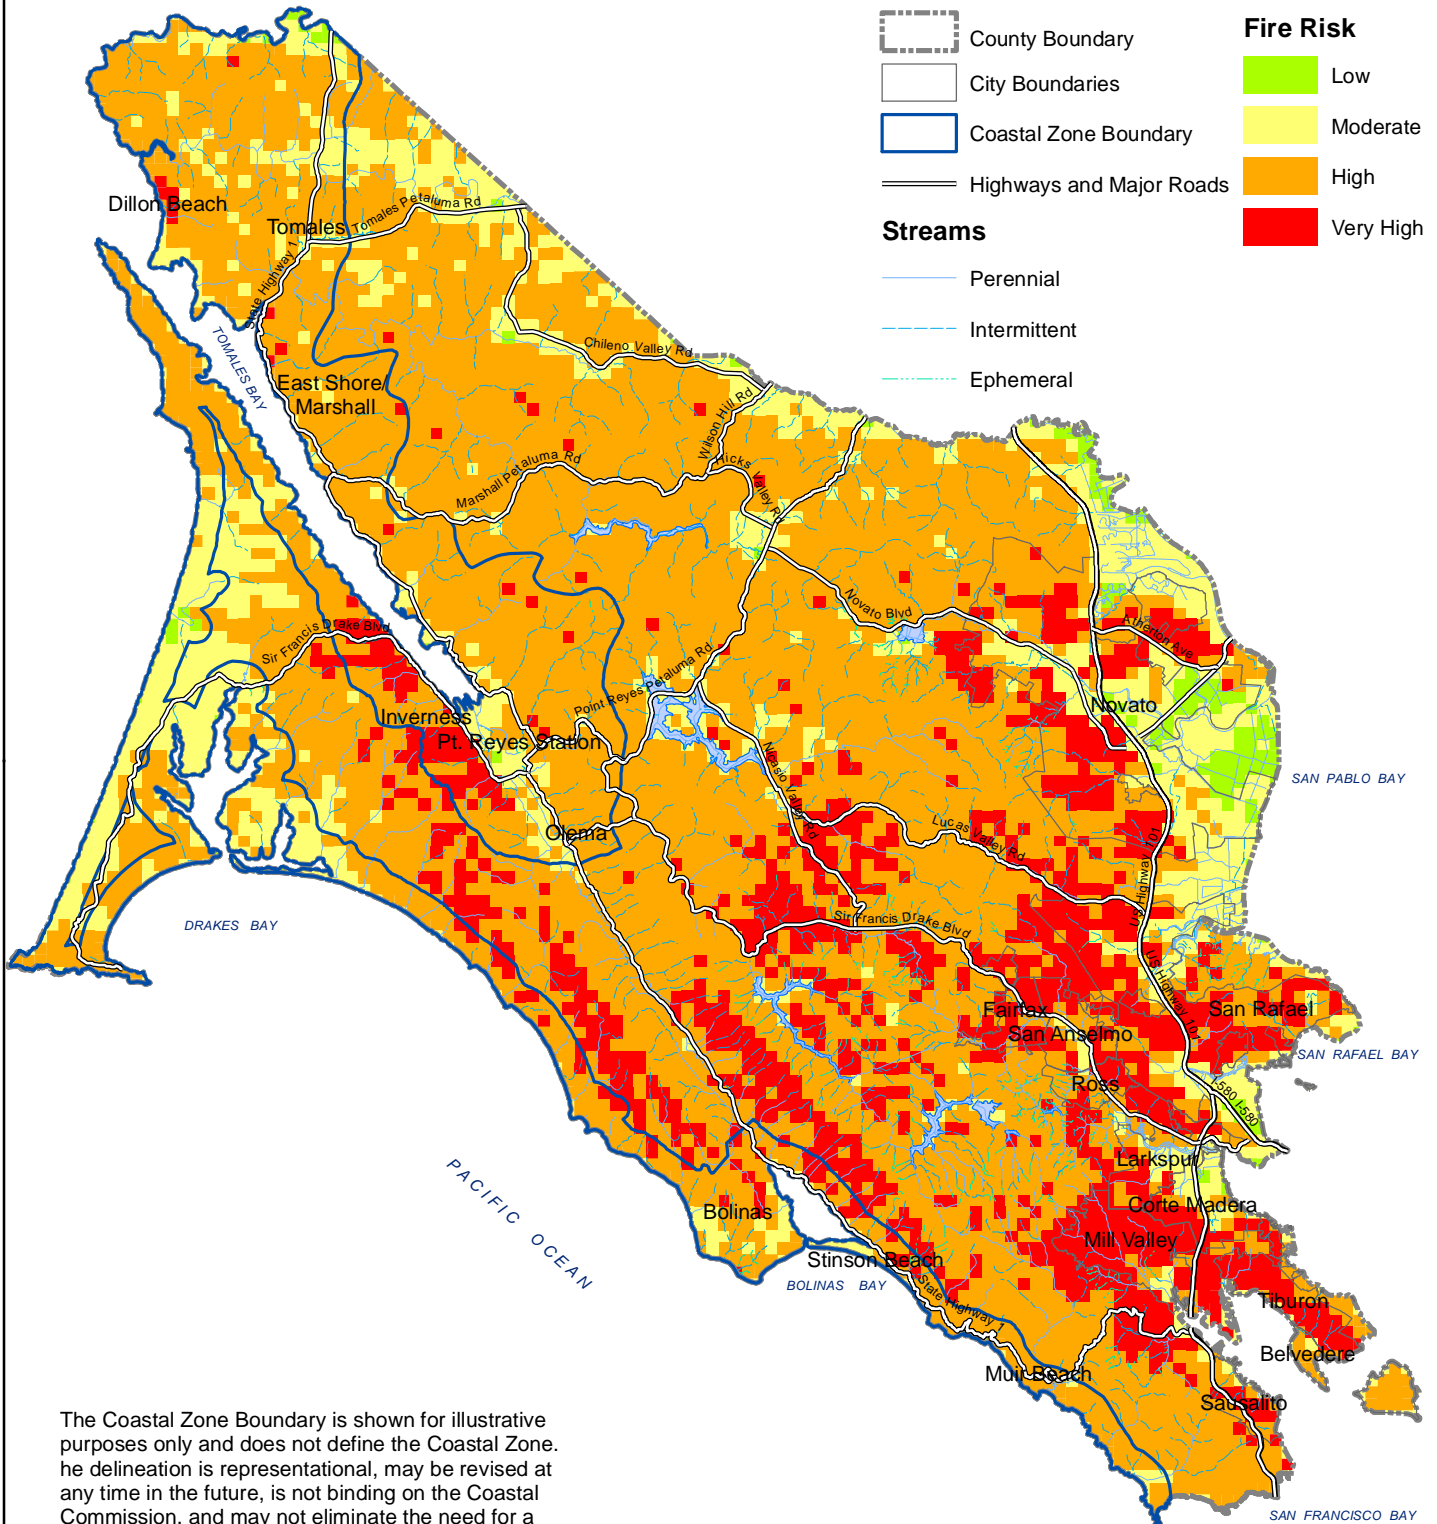 County Boundary
City Boundaries
Coastal Zone Boundary
Highways and Major Roads
Streams
Perennial
Intermittent
Ephemeral
Fire Risk
Low
Moderate
High
Very High
Dillon Beach
Tomales
Tomales Petaluma Rd
State Highway 1
TOMALES BAY
East Shore/
Marshall
Chileno Valley Rd
Wilson Hill Rd
Hicks Valley Rd
Marshall Petaluma Rd
Novato Blvd
Atherton Ave
Sir Francis Drake Blvd
Point Reyes Petaluma Rd
Inverness
Pt. Reyes Station
Novato
Nicasio Valley Rd
SAN PABLO BAY
Olema
Lucas Valley Rd
US Highway 101
DRAKES BAY
Sir Francis Drake Blvd
US Highway 101
Fairfax
San Anselmo
San Rafael
SAN RAFAEL BAY
Ross
I-580 I-580
Larkspur
PACIFIC OCEAN
Bolinas
Corte Madera
Mill Valley
Stinson Beach
BOLINAS BAY
State Highway 1
Tiburon
Belvedere
Muir Beach
Sausalito
The Coastal Zone Boundary is shown for illustrative
purposes only and does not define the Coastal Zone.
he delineation is representational, may be revised at
any time in the future, is not binding on the Coastal
Commission, and may not eliminate the need for a
SAN FRANCISCO BAY